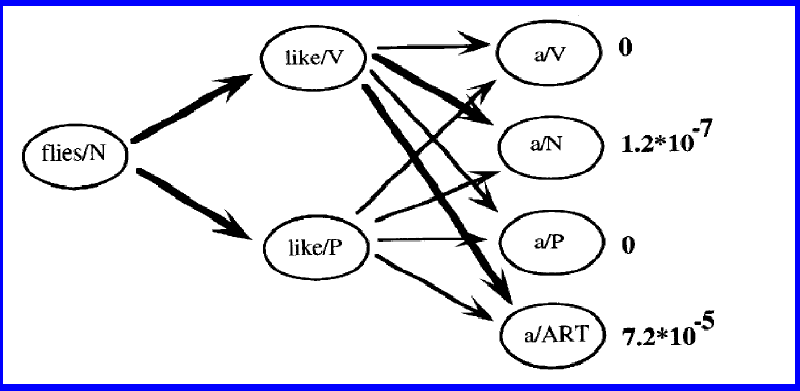 flies/N
like/V
like/P
a/V 0
a/N 1.2*10^-7
a/P 0
a/ART 7.2*10^-5